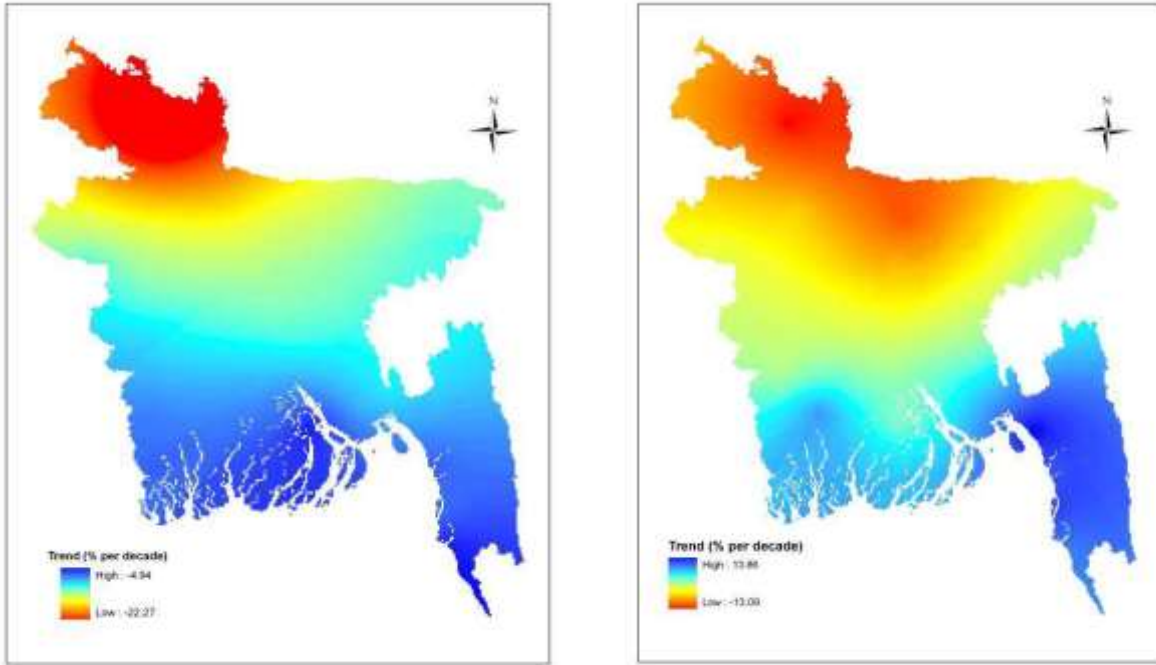 N
Trend (% per decade)
High : -4.94
Low : -22.27
N
Trend (% per decade)
High : 13.86
Low : -13.09